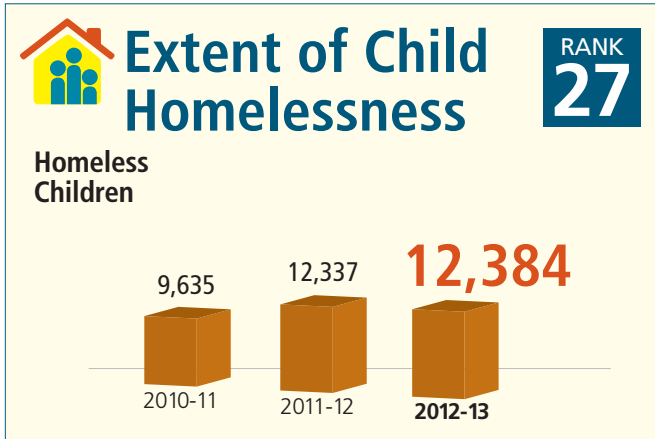 Extent of Child
Homelessness
RANK
27
Homeless
Children
9,635
12,337
12,384
2010-11
2011-12
2012-13